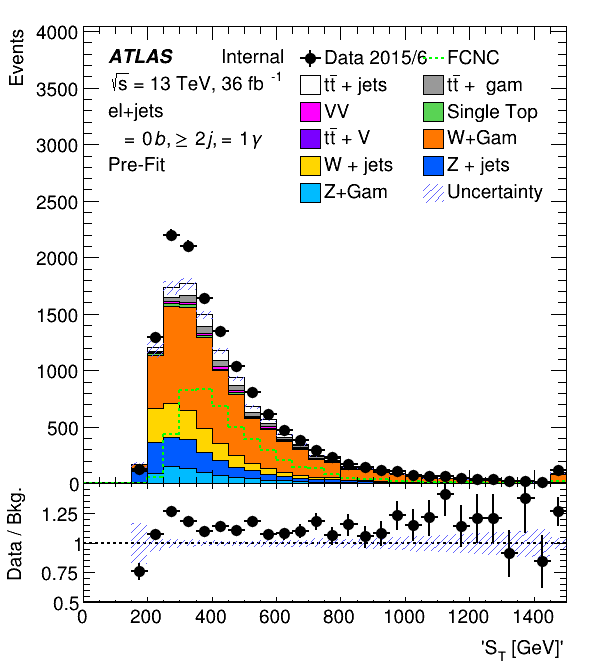 Events
4000
3500
3000
2500
2000
1500
1000
500
0
ATLAS Internal
√s = 13 TeV, 36 fb⁻¹
el+jets
= 0b, ≥ 2j, = 1γ
Pre-Fit
Data 2015/6 FCNC
tt̄ + jets tt̄ + gam
VV Single Top
tt̄ + V W+Gam
W + jets Z + jets
Z+Gam Uncertainty
Data / Bkg.
1.25
1
0.75
0.5
0 200 400 600 800 1000 1200 1400
'S_T [GeV]'